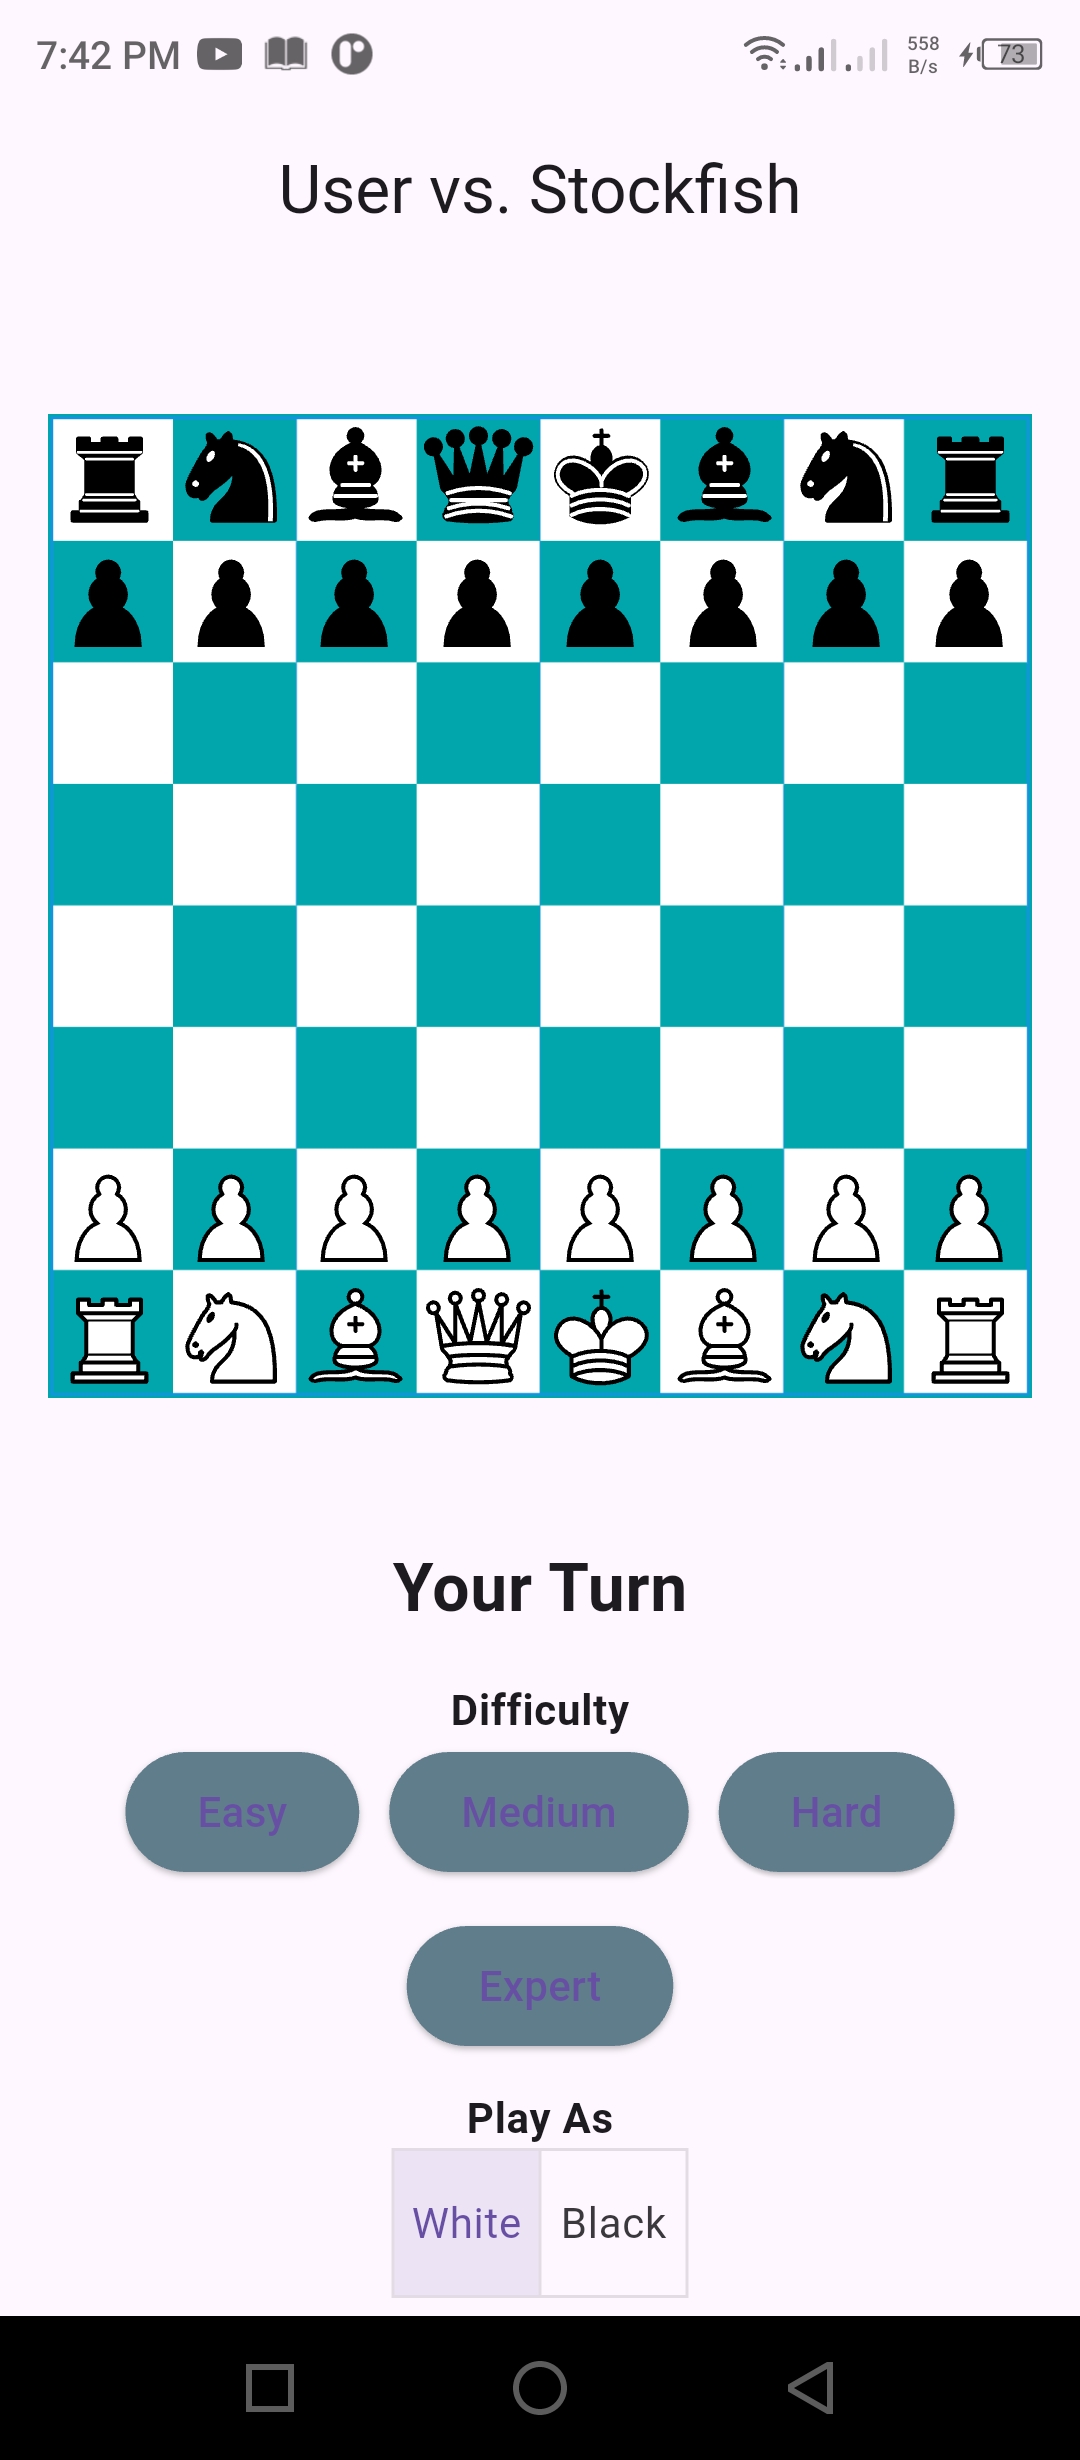 7:42 PM
558
B/s
73
User vs. Stockfish
Your Turn
Difficulty
Easy
Medium
Hard
Expert
Play As
White
Black